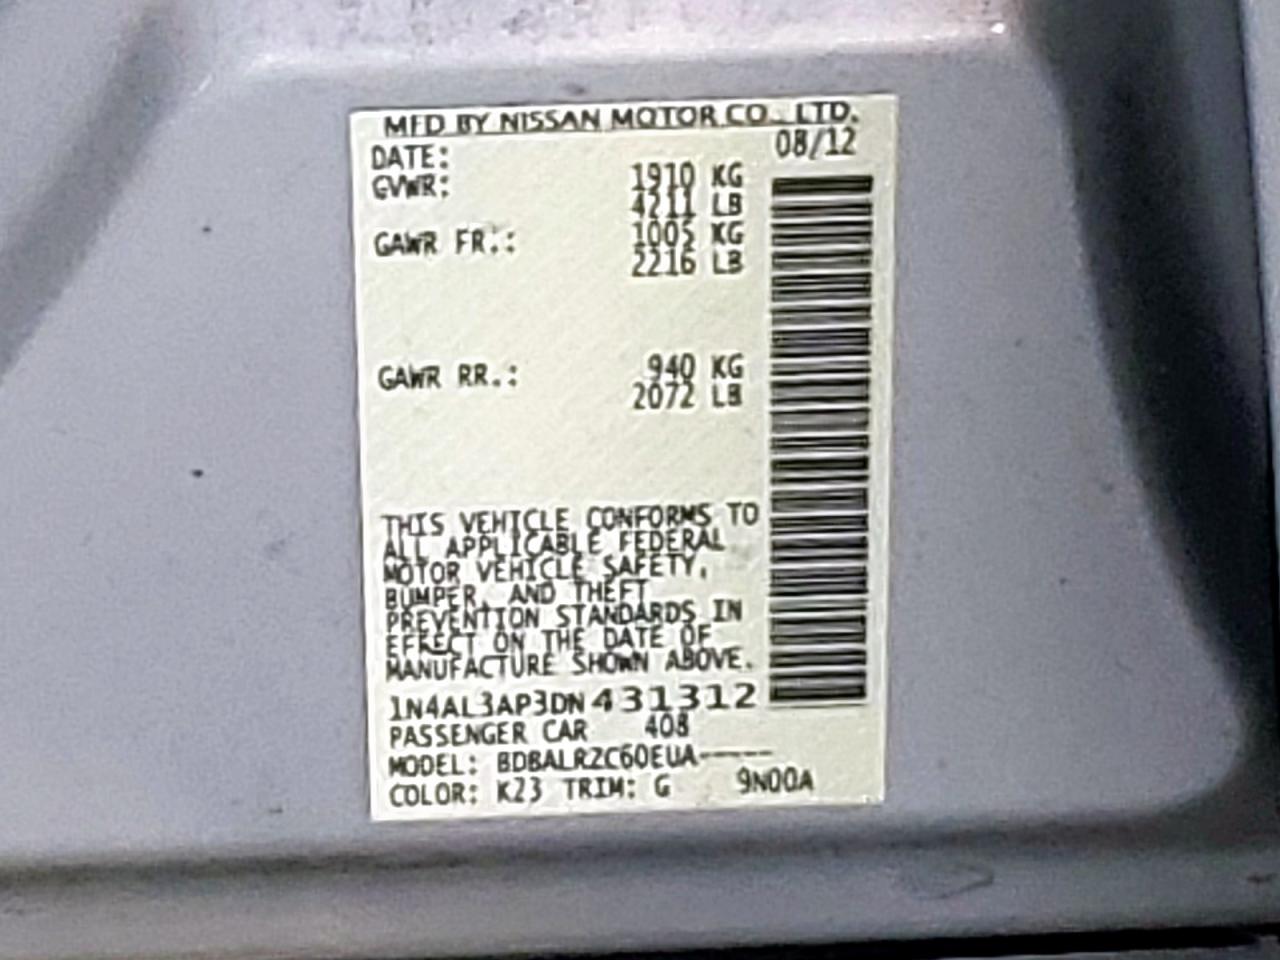 MFD BY NISSAN MOTOR CO., LTD.
DATE: 08/12
GVWR: 1910 KG
4211 LB
GAWR FR.: 1005 KG
2216 LB
GAWR RR.: 940 KG
2072 LB
THIS VEHICLE CONFORMS TO
ALL APPLICABLE FEDERAL
MOTOR VEHICLE SAFETY,
BUMPER, AND THEFT
PREVENTION STANDARDS IN
EFFECT ON THE DATE OF
MANUFACTURE SHOWN ABOVE.
1N4AL3AP3DN431312
PASSENGER CAR 408
MODEL: BDBALRZC60EUA-----
COLOR: K23 TRIM: G 9N00A